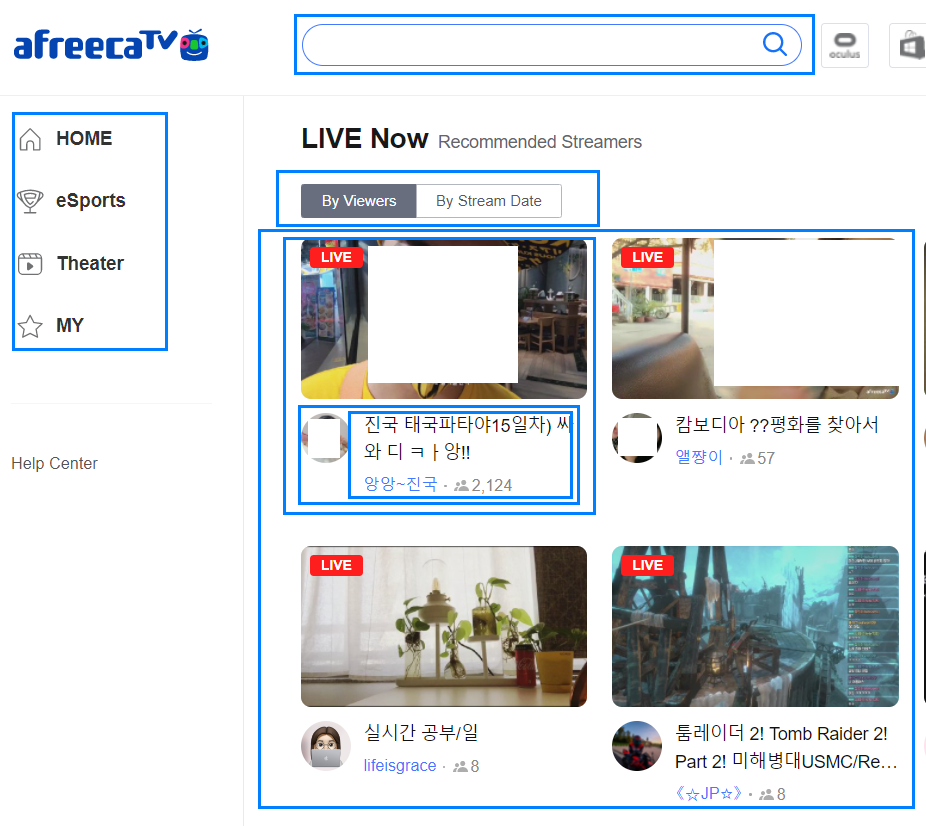 afreecaTV
oculus
HOME
eSports
Theater
MY
Help Center
LIVE Now Recommended Streamers
By Viewers By Stream Date
LIVE
진국 태국파타야15일차) 싸
와 디 ㅋㅏ앙!!
앙앙~진국 · 2,124
LIVE
afreecaTV
캄보디아 ??평화를 찾아서
앨쨩이 · 57
LIVE
실시간 공부/일
lifeisgrace · 8
LIVE
툼레이더 2! Tomb Raider 2!
Part 2! 미해병대USMC/Re…
《☆JP☆》 · 8